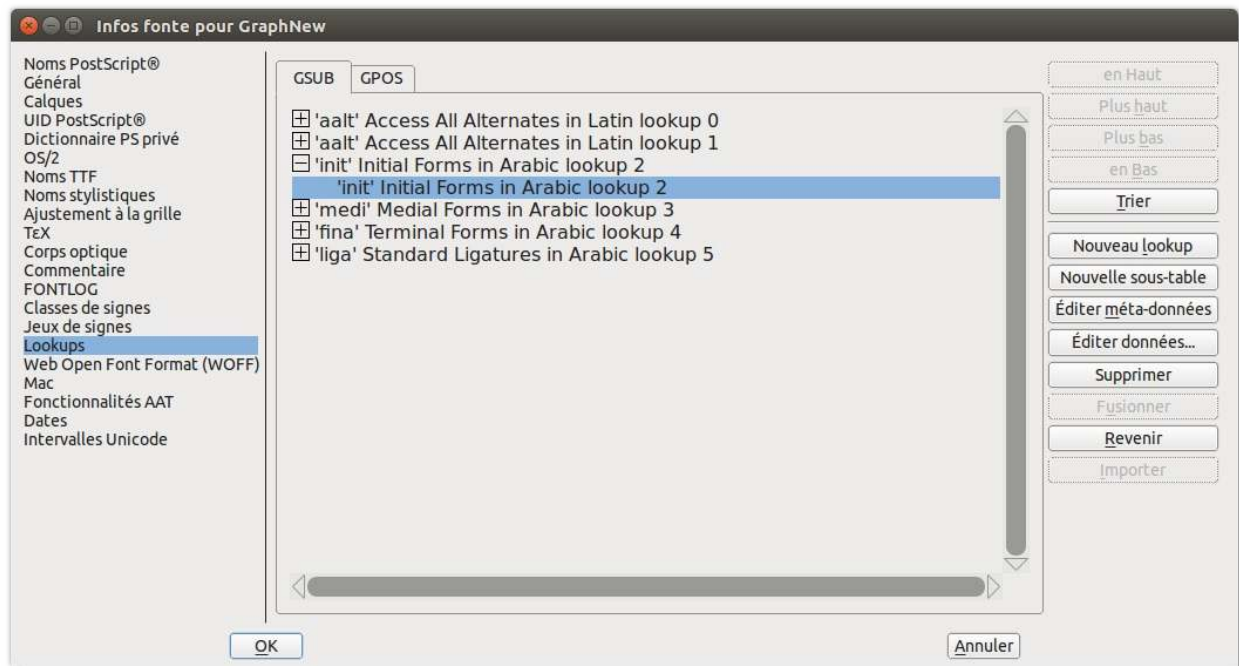 Infos fonte pour GraphNew
Noms PostScript®
Général
Calques
UID PostScript®
Dictionnaire PS privé
OS/2
Noms TTF
Noms stylistiques
Ajustement à la grille
ΤεΧ
Corps optique
Commentaire
FONTLOG
Classes de signes
Jeux de signes
Lookups
Web Open Font Format (WOFF)
Mac
Fonctionnalités AAT
Dates
Intervalles Unicode
GSUB GPOS
'aalt' Access All Alternates in Latin lookup 0
'aalt' Access All Alternates in Latin lookup 1
'init' Initial Forms in Arabic lookup 2
'init' Initial Forms in Arabic lookup 2
'medi' Medial Forms in Arabic lookup 3
'fina' Terminal Forms in Arabic lookup 4
'liga' Standard Ligatures in Arabic lookup 5
en Haut
Plus haut
Plus bas
en Bas
Trier
Nouveau lookup
Nouvelle sous-table
Éditer méta-données
Éditer données...
Supprimer
Fusionner
Revenir
Importer
OK Annuler